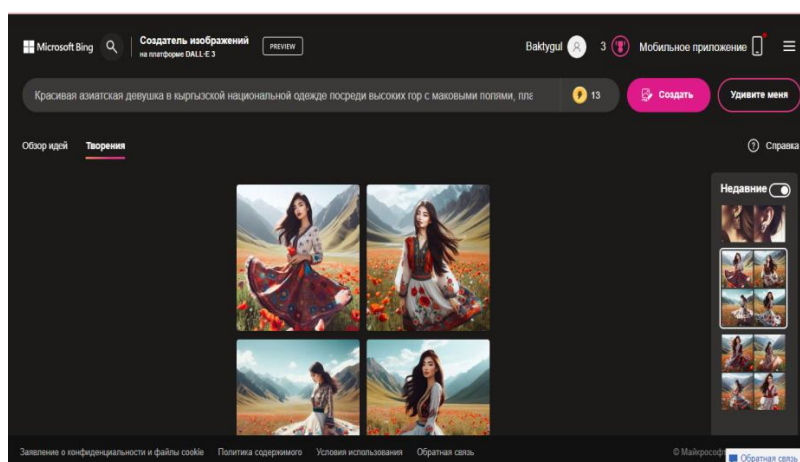 Microsoft Bing
Создатель изображений
на платформе DALL·E 3
PREVIEW
Baktygul
3
Мобильное приложение
Красивая азиатская девушка в кыргызской национальной одежде посреди высоких гор с маковыми полями, пла
13
Создать
Удивите меня
Обзор идей
Творения
Справка
Недавние
Заявление о конфиденциальности и файлы cookie
Политика содержимого
Условия использования
Обратная связь
© Майкрософт
Обратная связь